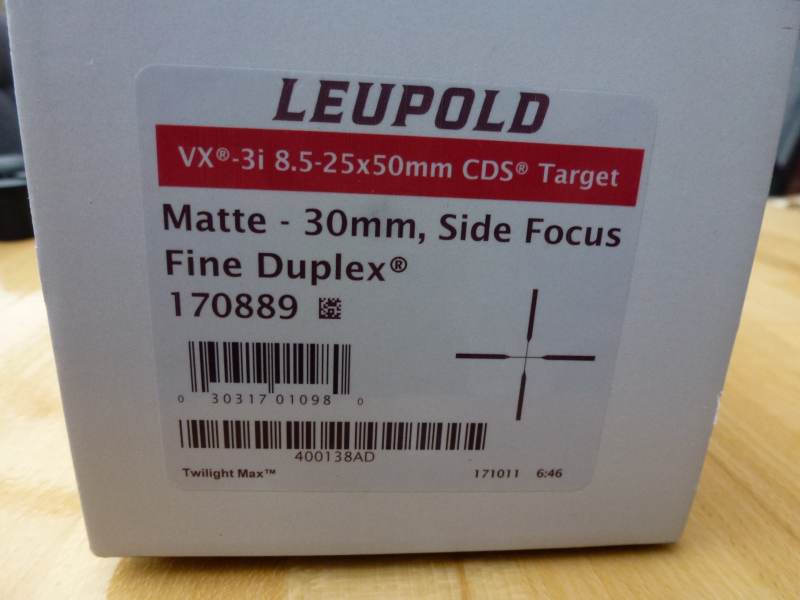 LEUPOLD
VX®-3i 8.5-25x50mm CDS® Target
Matte - 30mm, Side Focus
Fine Duplex®
170889
0 30317 01098 0
400138AD
Twilight Max™ 171011 6:46